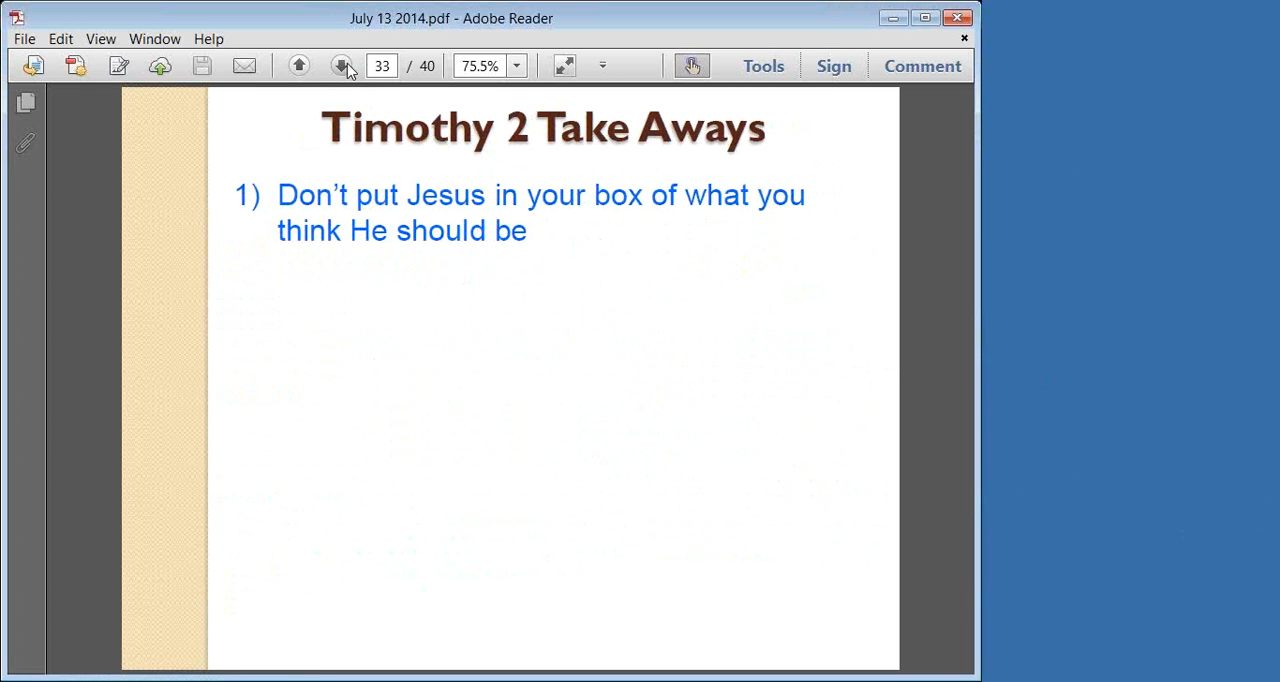 July 13 2014.pdf - Adobe Reader
File Edit View Window Help
33 / 40 75.5% Tools Sign Comment
Timothy 2 Take Aways
1) Don’t put Jesus in your box of what you
think He should be